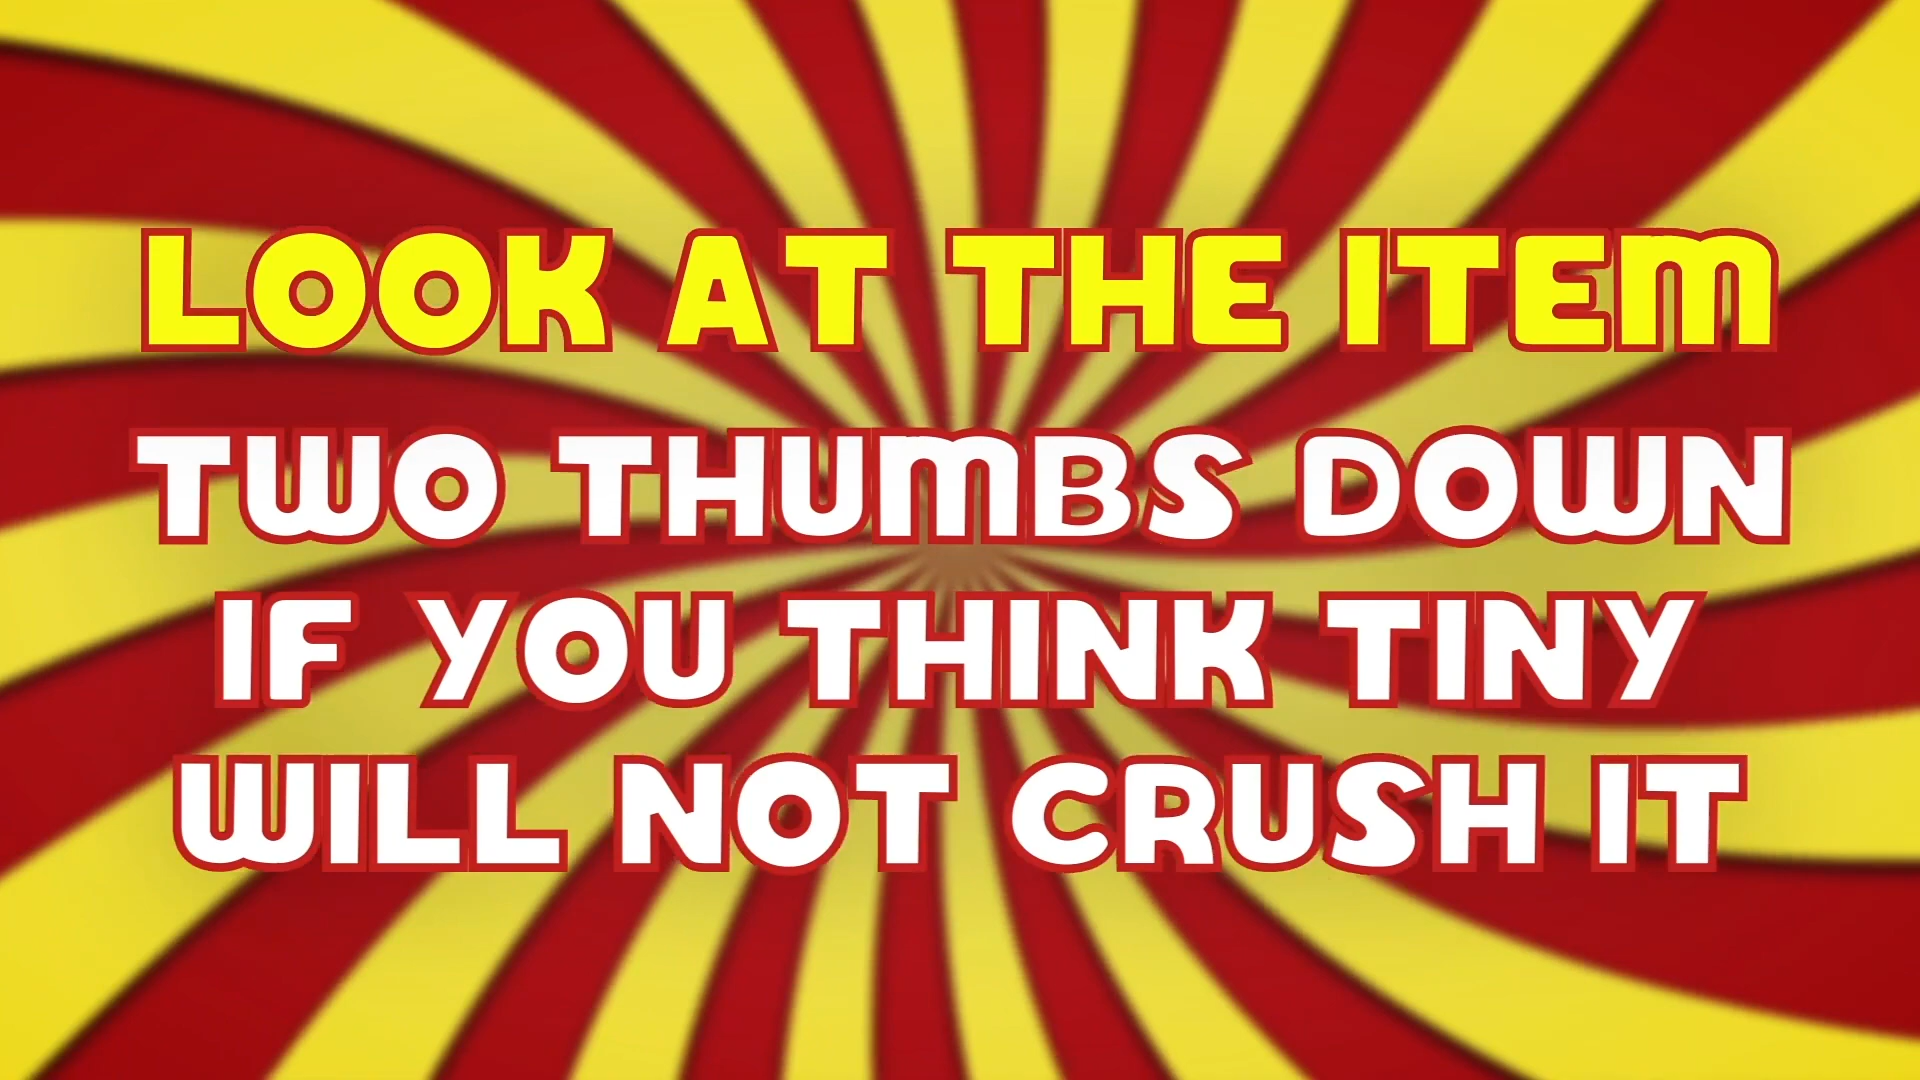 LOOK AT THE ITEM
TWO THUMBS DOWN
IF YOU THINK TINY
WILL NOT CRUSH IT